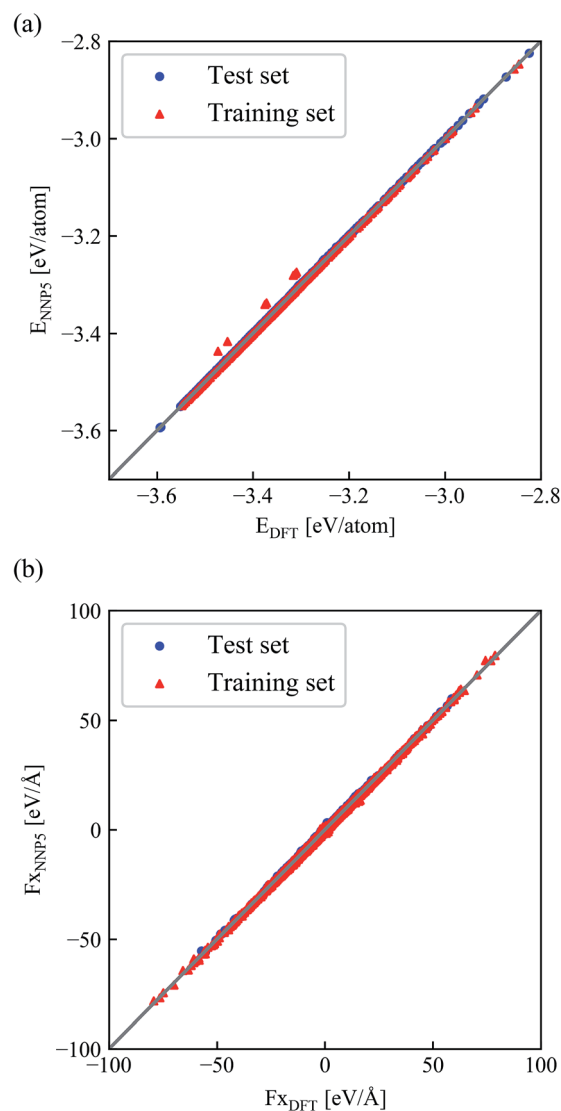 (a)
−2.8
−3.0
−3.2
−3.4
−3.6
E_NNP5 [eV/atom]
Test set
Training set
−3.6 −3.4 −3.2 −3.0 −2.8
E_DFT [eV/atom]
(b)
100
50
0
−50
−100
Fx_NNP5 [eV/Å]
Test set
Training set
−100 −50 0 50 100
Fx_DFT [eV/Å]